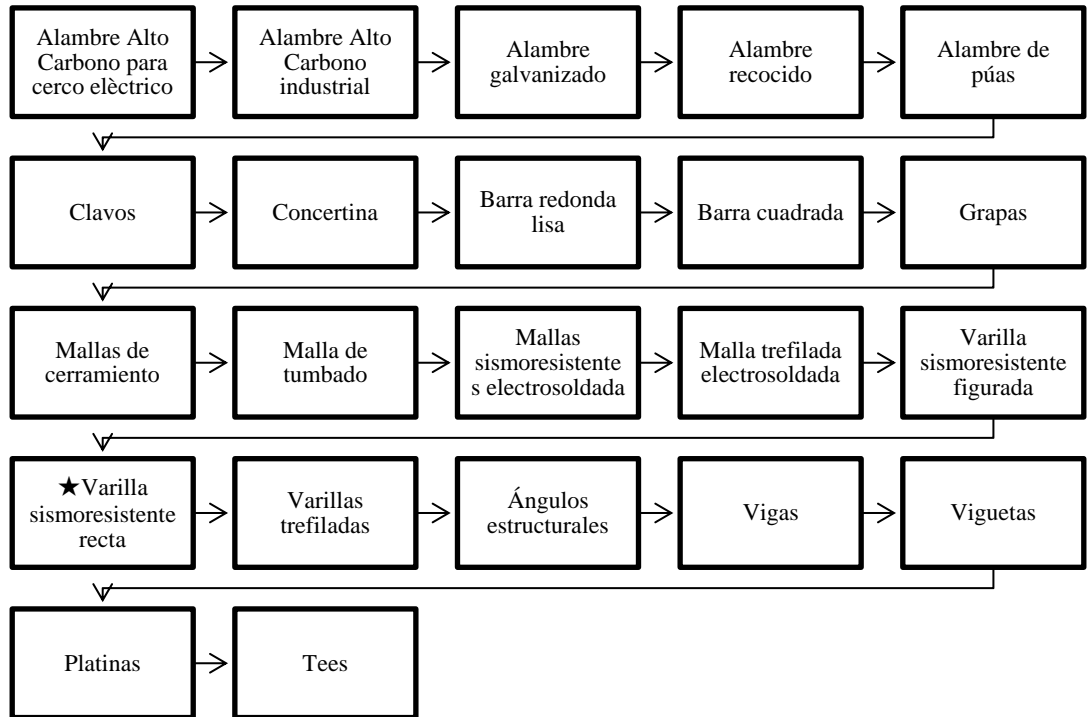 Alambre Alto
Carbono para
cerco elèctrico
Alambre Alto
Carbono
industrial
Alambre
galvanizado
Alambre
recocido
Alambre de
púas
Clavos
Concertina
Barra redonda
lisa
Barra cuadrada
Grapas
Mallas de
cerramiento
Malla de
tumbado
Mallas
sismoresistente
s electrosoldada
Malla trefilada
electrosoldada
Varilla
sismoresistente
figurada
★Varilla
sismoresistente
recta
Varillas
trefiladas
Ángulos
estructurales
Vigas
Viguetas
Platinas
Tees